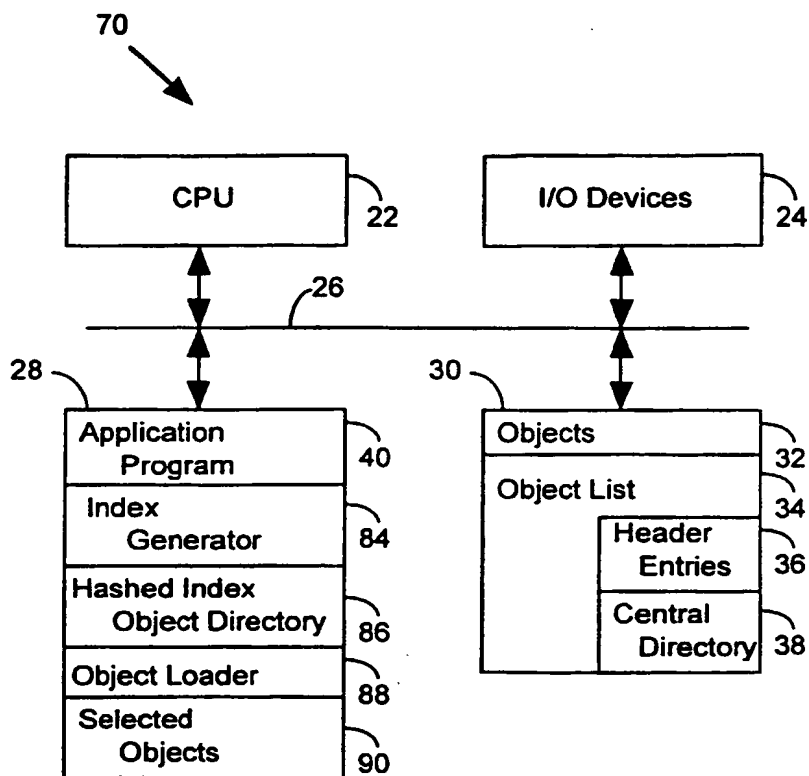 70
CPU
22
I/O Devices
24
26
28
Application
Program
40
Index
Generator
84
Hashed Index
Object Directory
86
Object Loader
88
Selected
Objects
90
30
Objects
32
Object List
34
Header
Entries
36
Central
Directory
38